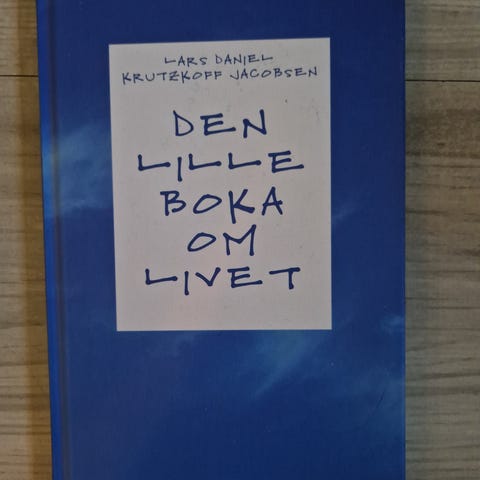 LARS DANIEL
KRUTZKOFF JACOBSEN
DEN
LILLE
BOKA
OM
LIVET